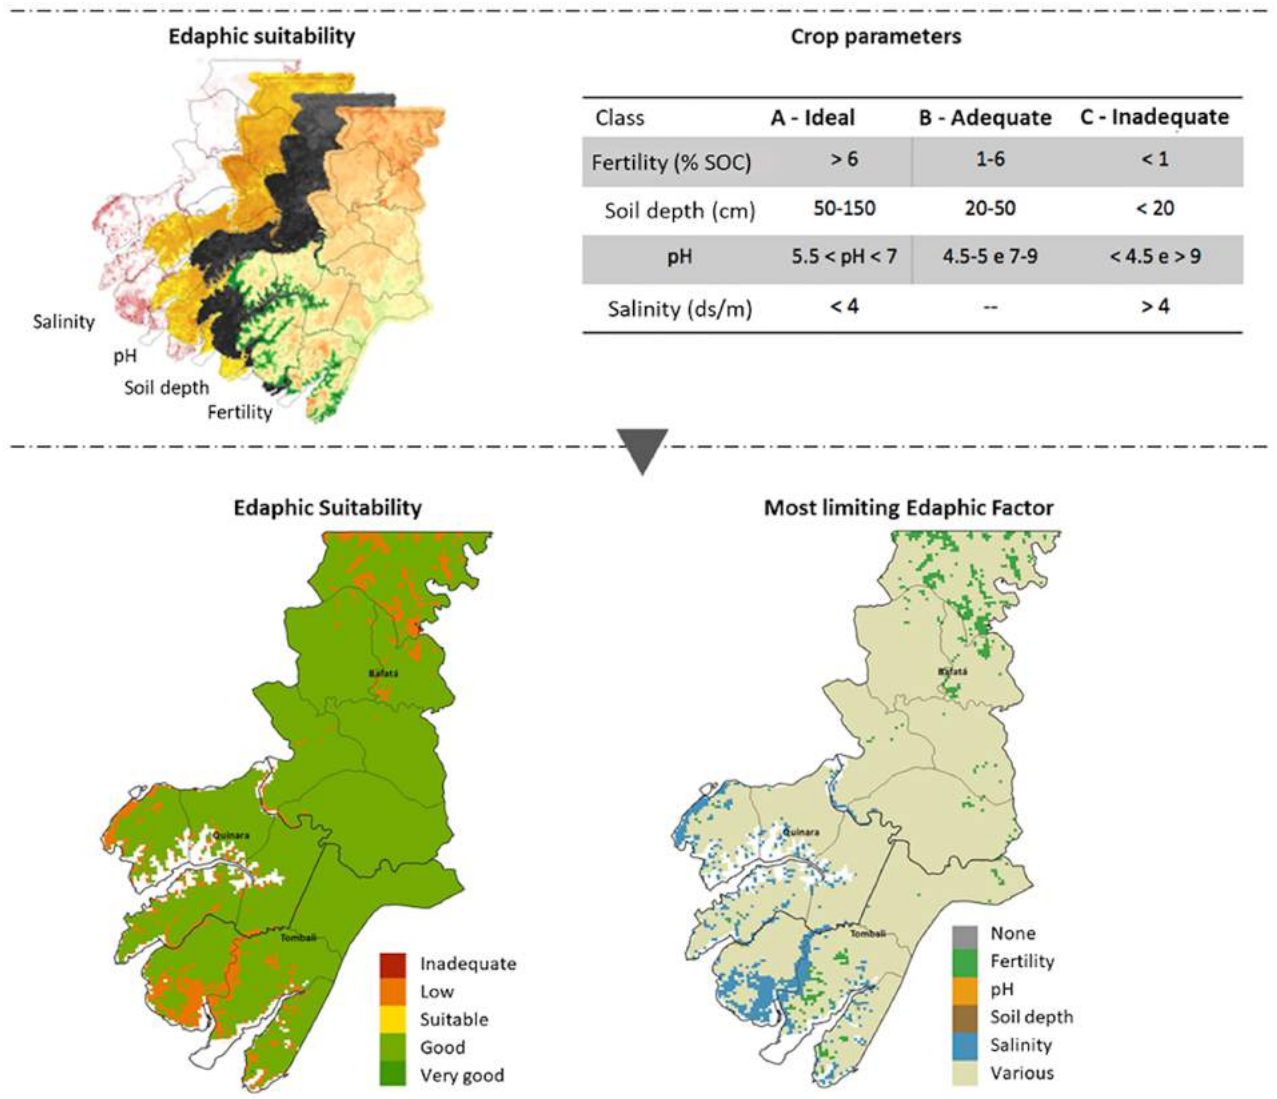 Edaphic suitability
Salinity
pH
Soil depth
Fertility
Crop parameters
Class A - Ideal B - Adequate C - Inadequate
Fertility (% SOC) > 6 1-6 < 1
Soil depth (cm) 50-150 20-50 < 20
pH 5.5 < pH < 7 4.5-5 e 7-9 < 4.5 e > 9
Salinity (ds/m) < 4 -- > 4
Edaphic Suitability
Bafatá
Quinara
Tombali
Inadequate
Low
Suitable
Good
Very good
Most limiting Edaphic Factor
Bafatá
Quinara
Tombali
None
Fertility
pH
Soil depth
Salinity
Various